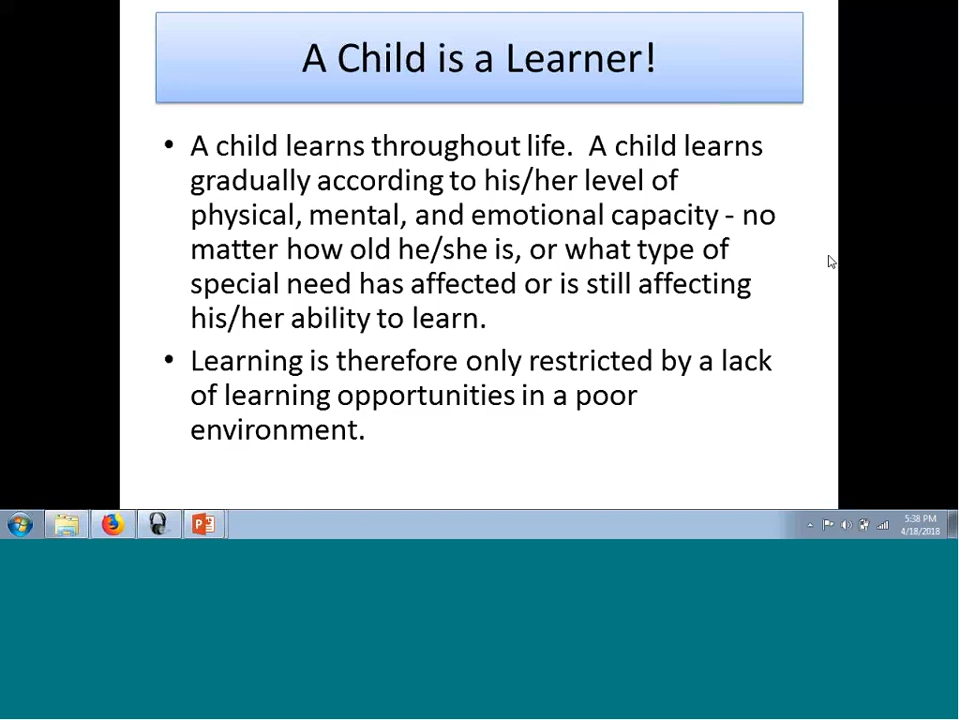 A Child is a Learner!
• A child learns throughout life.  A child learns
gradually according to his/her level of
physical, mental, and emotional capacity - no
matter how old he/she is, or what type of
special need has affected or is still affecting
his/her ability to learn.
• Learning is therefore only restricted by a lack
of learning opportunities in a poor
environment.
P
5:38 PM
4/18/2018